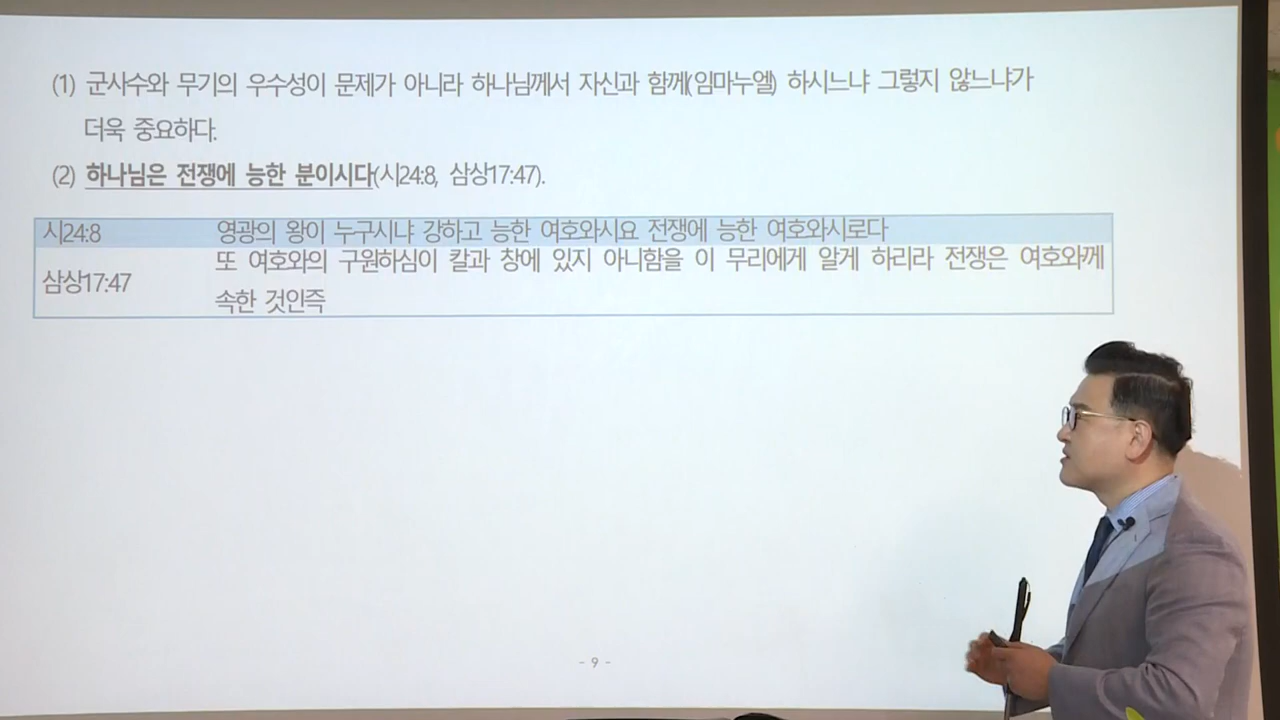 (1) 군사수와 무기의 우수성이 문제가 아니라 하나님께서 자신과 함께(임마누엘) 하시느냐 그렇지 않느냐가
더욱 중요하다.
(2) 하나님은 전쟁에 능한 분이시다(시24:8, 삼상17:47).
시24:8 영광의 왕이 누구시냐 강하고 능한 여호와시요 전쟁에 능한 여호와시로다
삼상17:47 또 여호와의 구원하심이 칼과 창에 있지 아니함을 이 무리에게 알게 하리라 전쟁은 여호와께
속한 것인즉
- 9 -